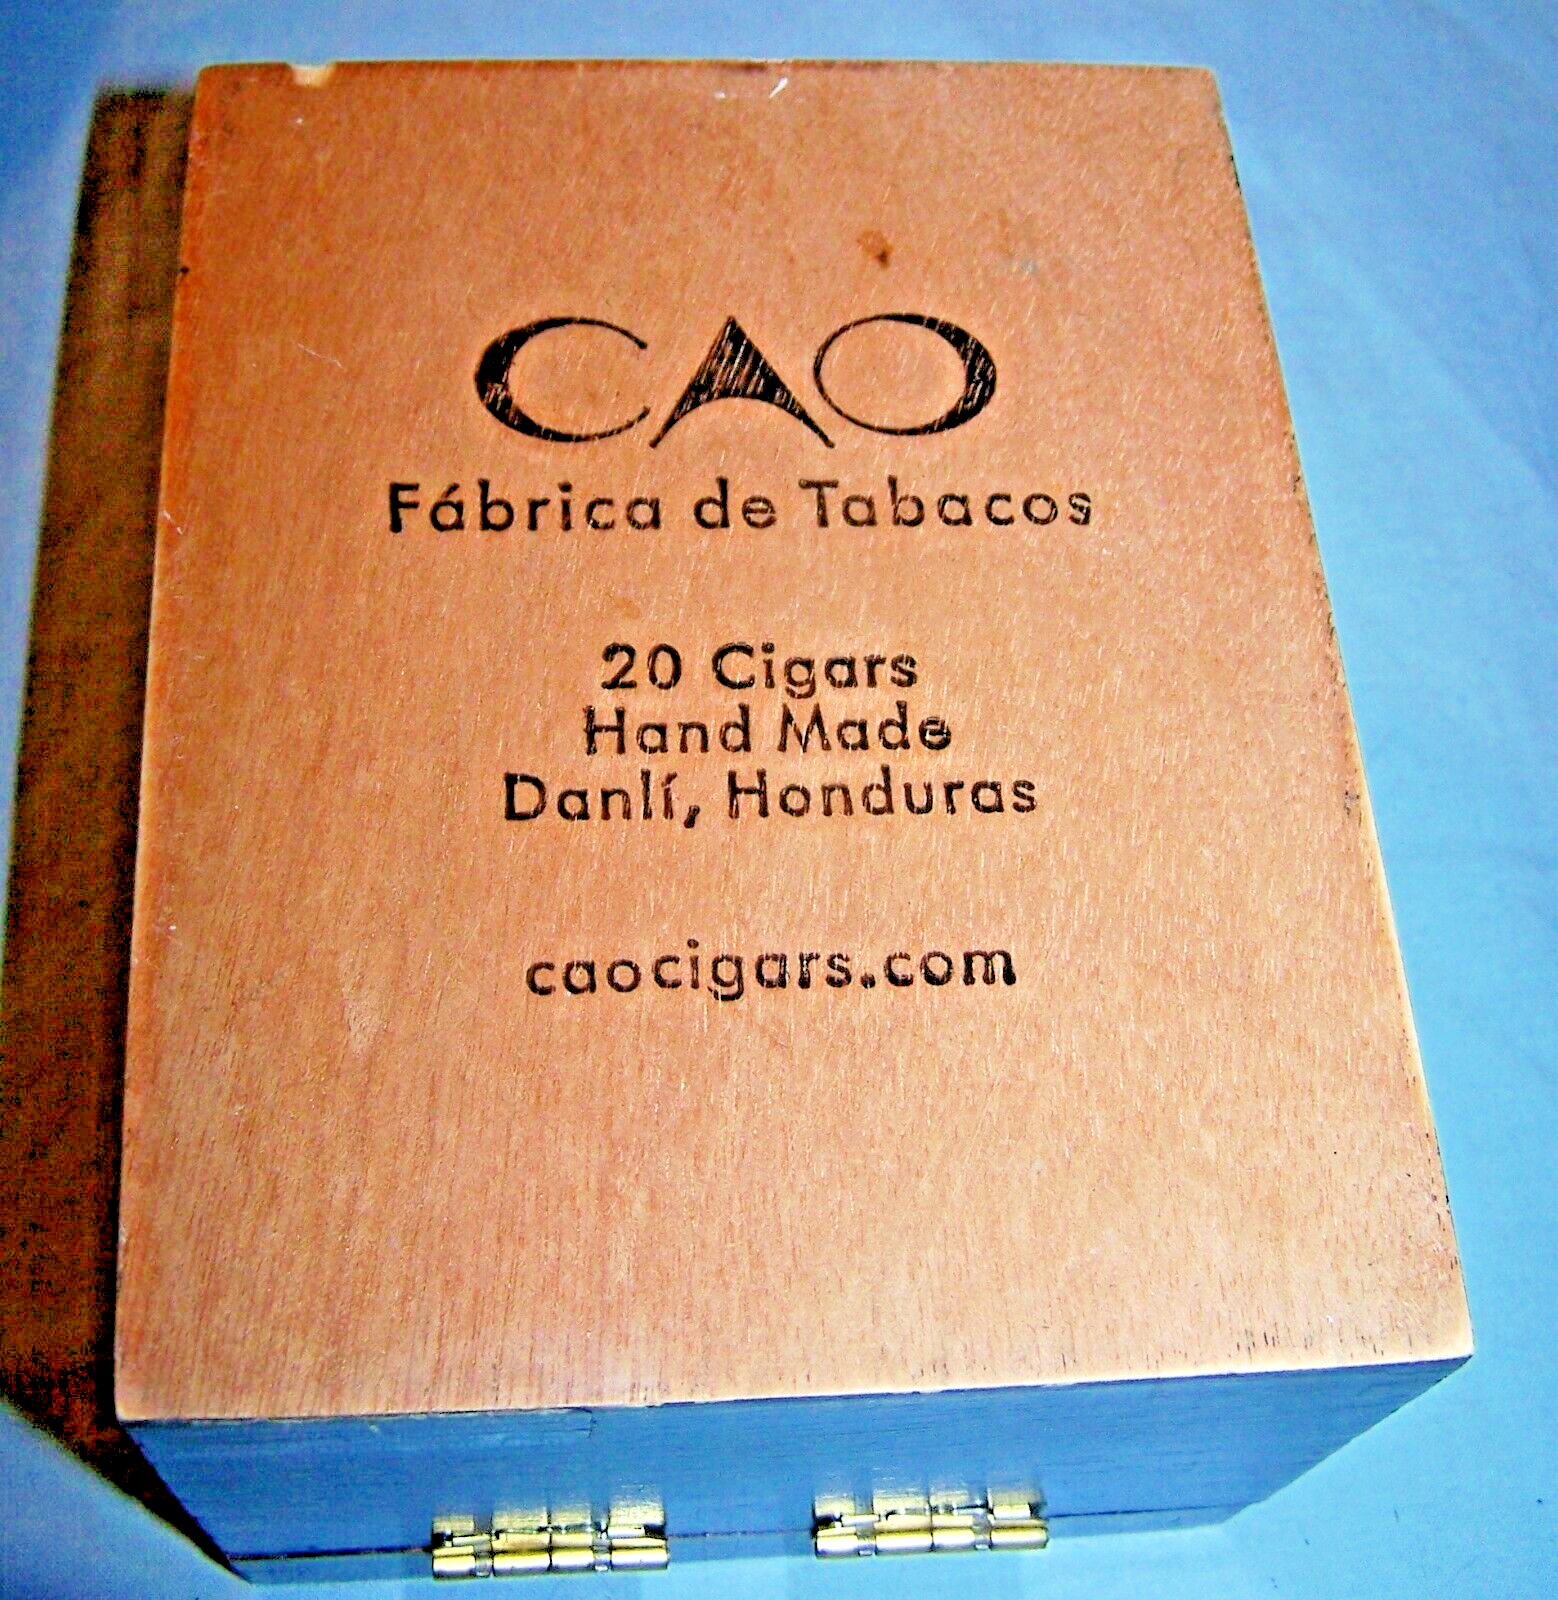 CAO
Fábrica de Tabacos
20 Cigars
Hand Made
Danlí, Honduras
caocigars.com